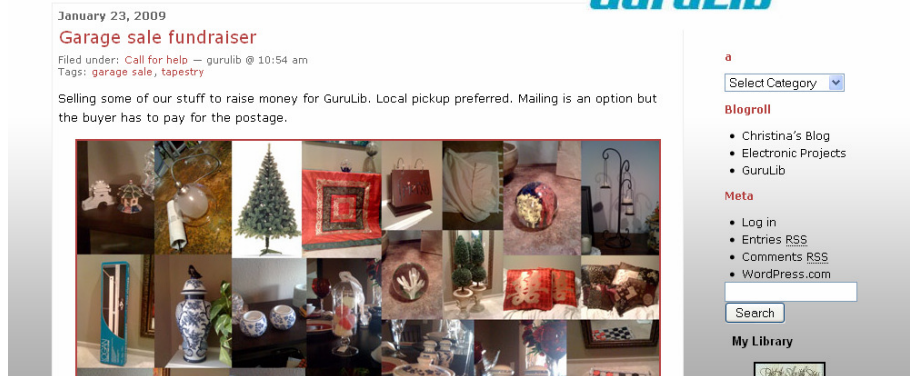 GuruLib
January 23, 2009
Garage sale fundraiser
Filed under: Call for help — gurulib @ 10:54 am
Tags: garage sale, tapestry
Selling some of our stuff to raise money for GuruLib. Local pickup preferred. Mailing is an option but
the buyer has to pay for the postage.
a
Select Category
Blogroll
• Christina's Blog
• Electronic Projects
• GuruLib
Meta
• Log in
• Entries RSS
• Comments RSS
• WordPress.com
Search
My Library